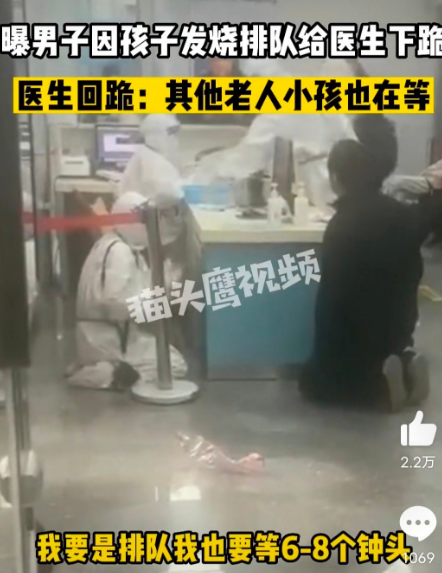 曝男子因孩子发烧排队给医生下跪
医生回跪：其他老人小孩也在等
猫头鹰视频
2.2万
1069
我要是排队我也要等6-8个钟头